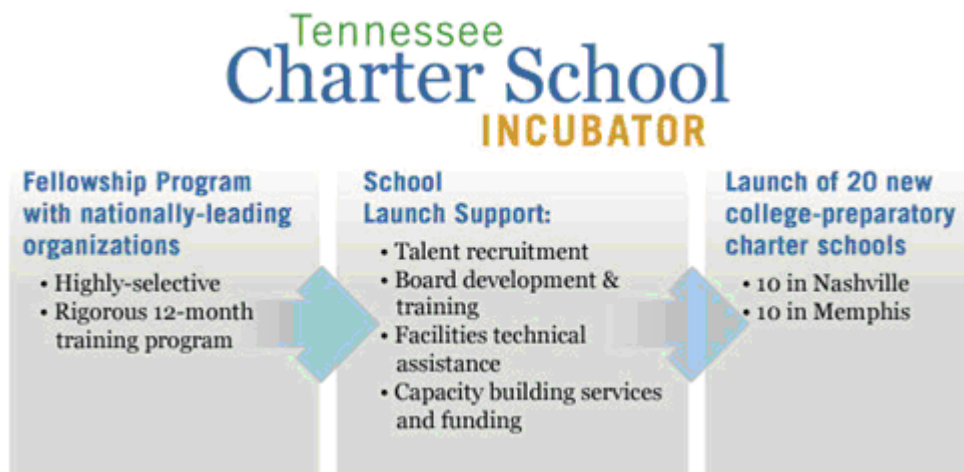 Tennessee
Charter School
INCUBATOR
Fellowship Program
with nationally-leading
organizations
• Highly-selective
• Rigorous 12-month
training program
School
Launch Support:
• Talent recruitment
• Board development &
training
• Facilities technical
assistance
• Capacity building services
and funding
Launch of 20 new
college-preparatory
charter schools
• 10 in Nashville
• 10 in Memphis